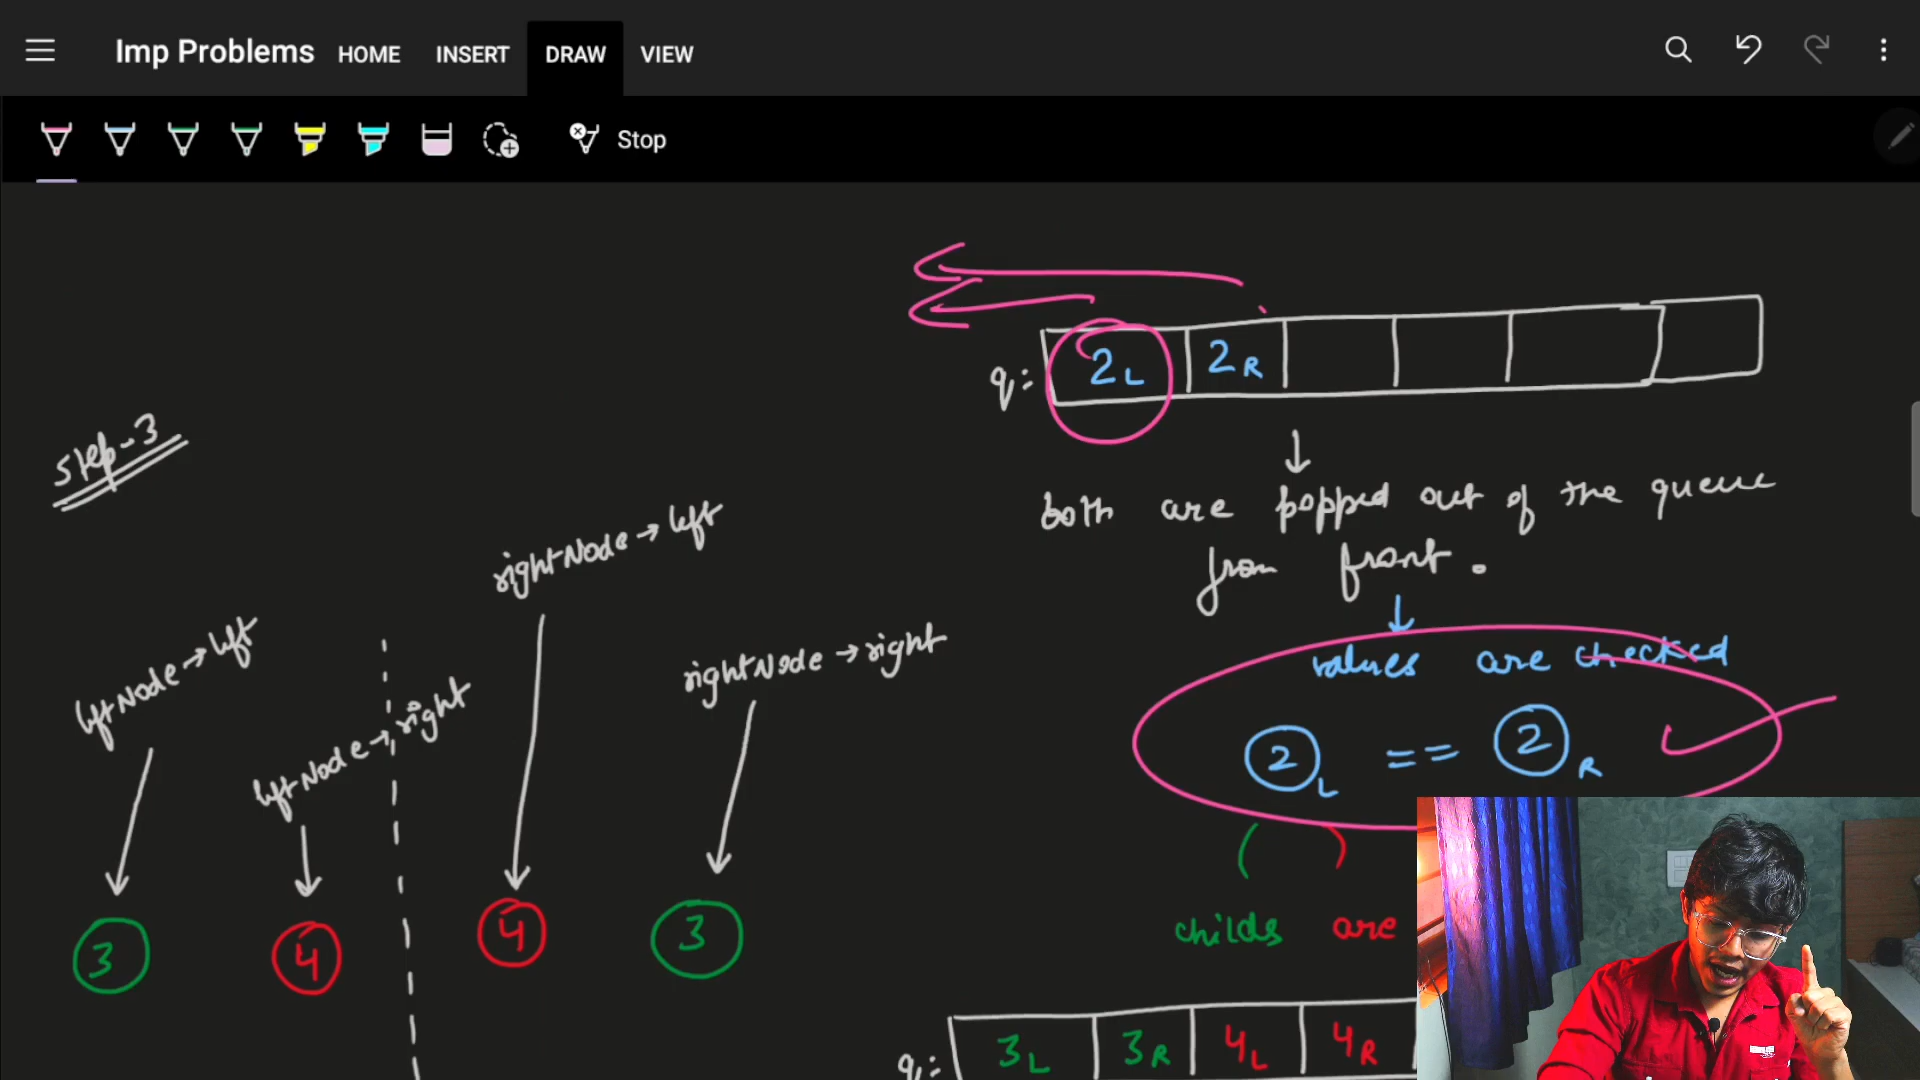 Imp Problems HOME INSERT DRAW VIEW
Stop
q: 2L 2R
Step-3
both are popped out of the queue
from front.
rightNode → left
leftNode → left
rightNode → right
leftNode → right
values are checked
2L == 2R
3 4 4 3
childs are
q: 3L 3R 4L 4R